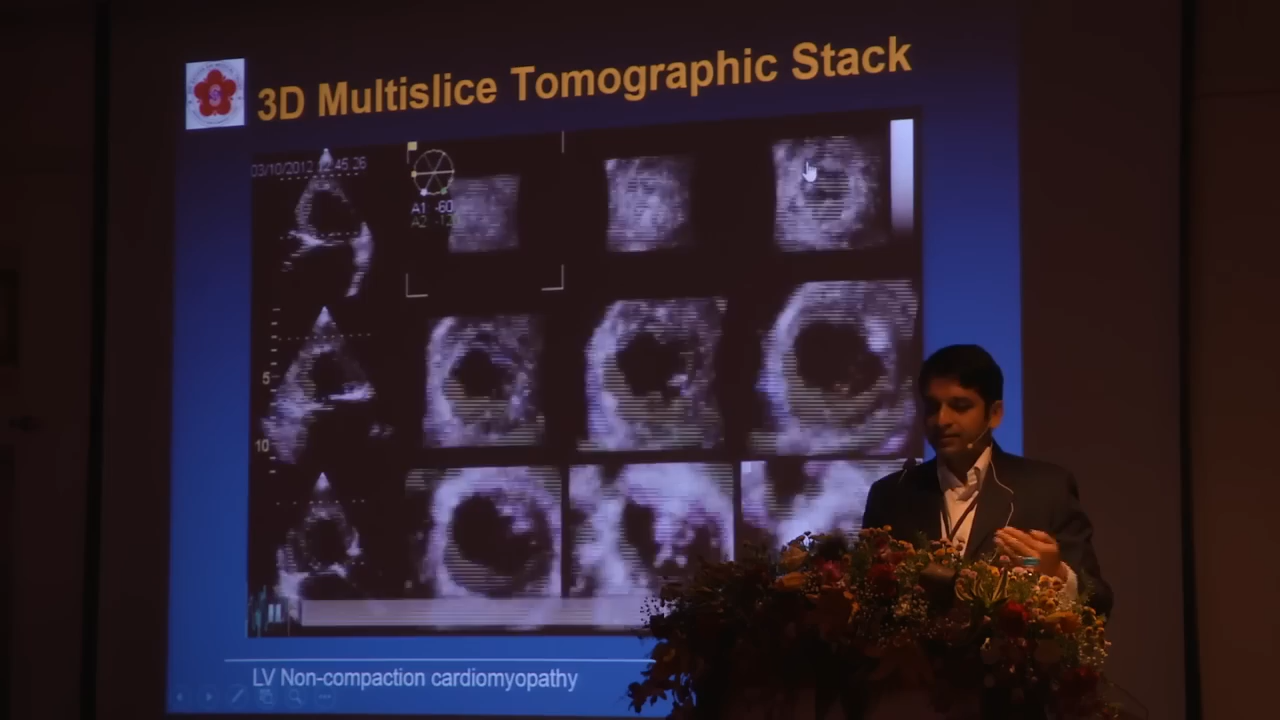 3D Multislice Tomographic Stack
S
A1 -60
5
10
LV Non-compaction cardiomyopathy